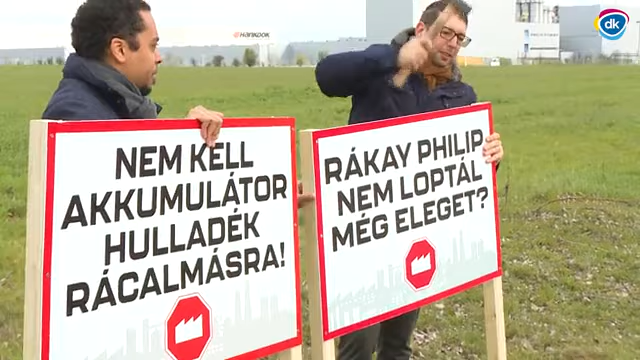 HANKOOK
dk
NEM KELL
AKKUMULÁTOR
HULLADÉK
RÁCALMÁSRA!
RÁKAY PHILIP
NEM LOPTÁL
MÉG ELEGET?